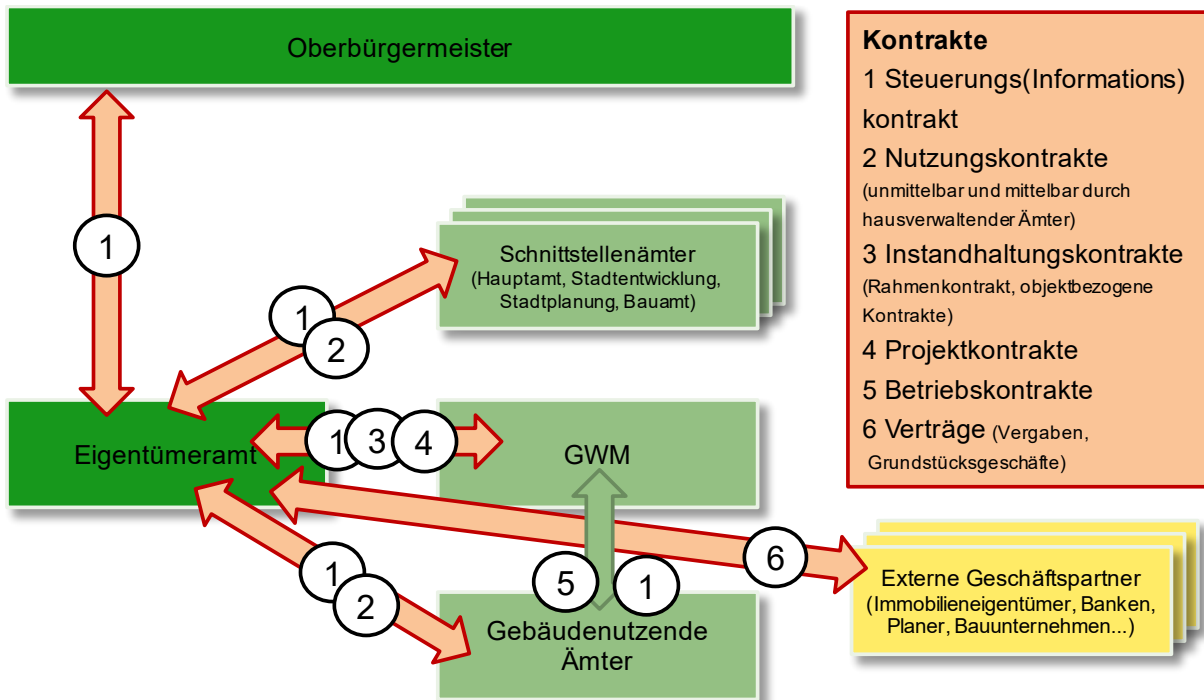 Oberbürgermeister
1
Schnittstellenämter
(Hauptamt, Stadtentwicklung,
Stadtplanung, Bauamt)
1
2
Eigentümeramt
1
3
4
GWM
1
2
5
1
6
Gebäudenutzende
Ämter
Externe Geschäftspartner
(Immobilieneigentümer, Banken,
Planer, Bauunternehmen...)
Kontrakte
1 Steuerungs(Informations)
kontrakt
2 Nutzungskontrakte
(unmittelbar und mittelbar durch
hausverwaltender Ämter)
3 Instandhaltungskontrakte
(Rahmenkontrakt, objektbezogene
Kontrakte)
4 Projektkontrakte
5 Betriebskontrakte
6 Verträge (Vergaben,
Grundstücksgeschäfte)